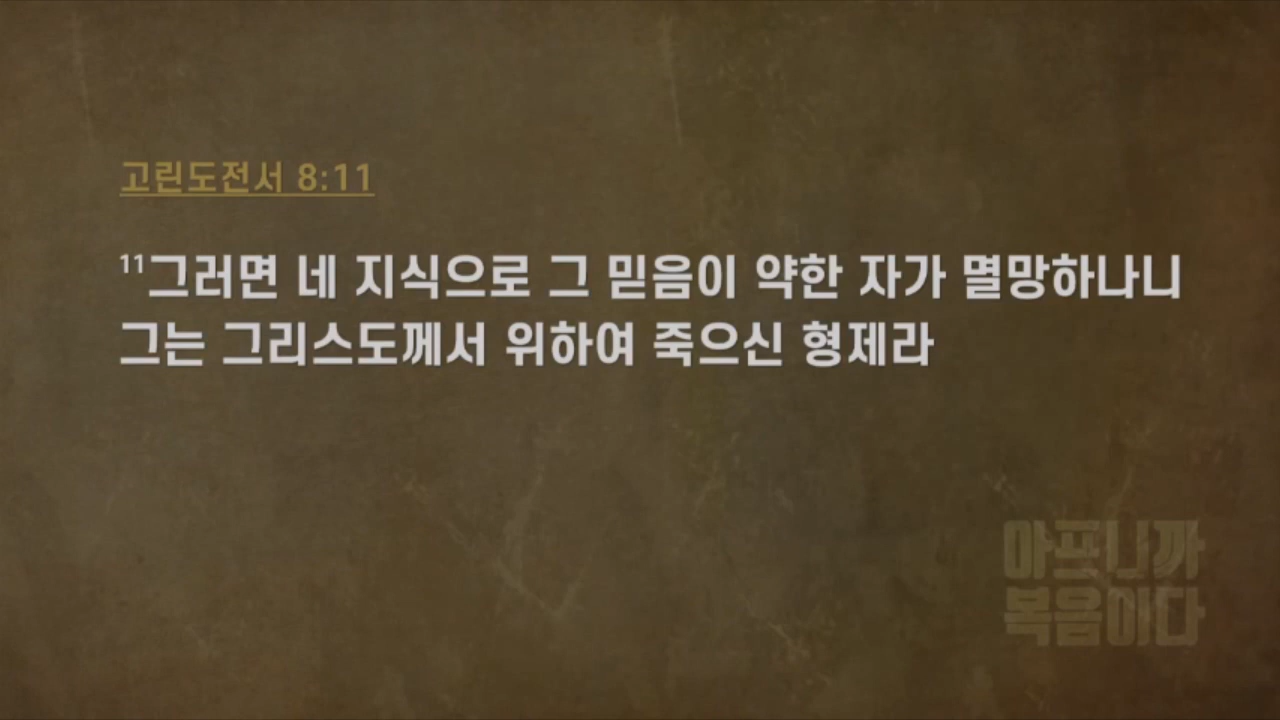 고린도전서 8:11
11그러면 네 지식으로 그 믿음이 약한 자가 멸망하나니
그는 그리스도께서 위하여 죽으신 형제라
아프니까
복음이다